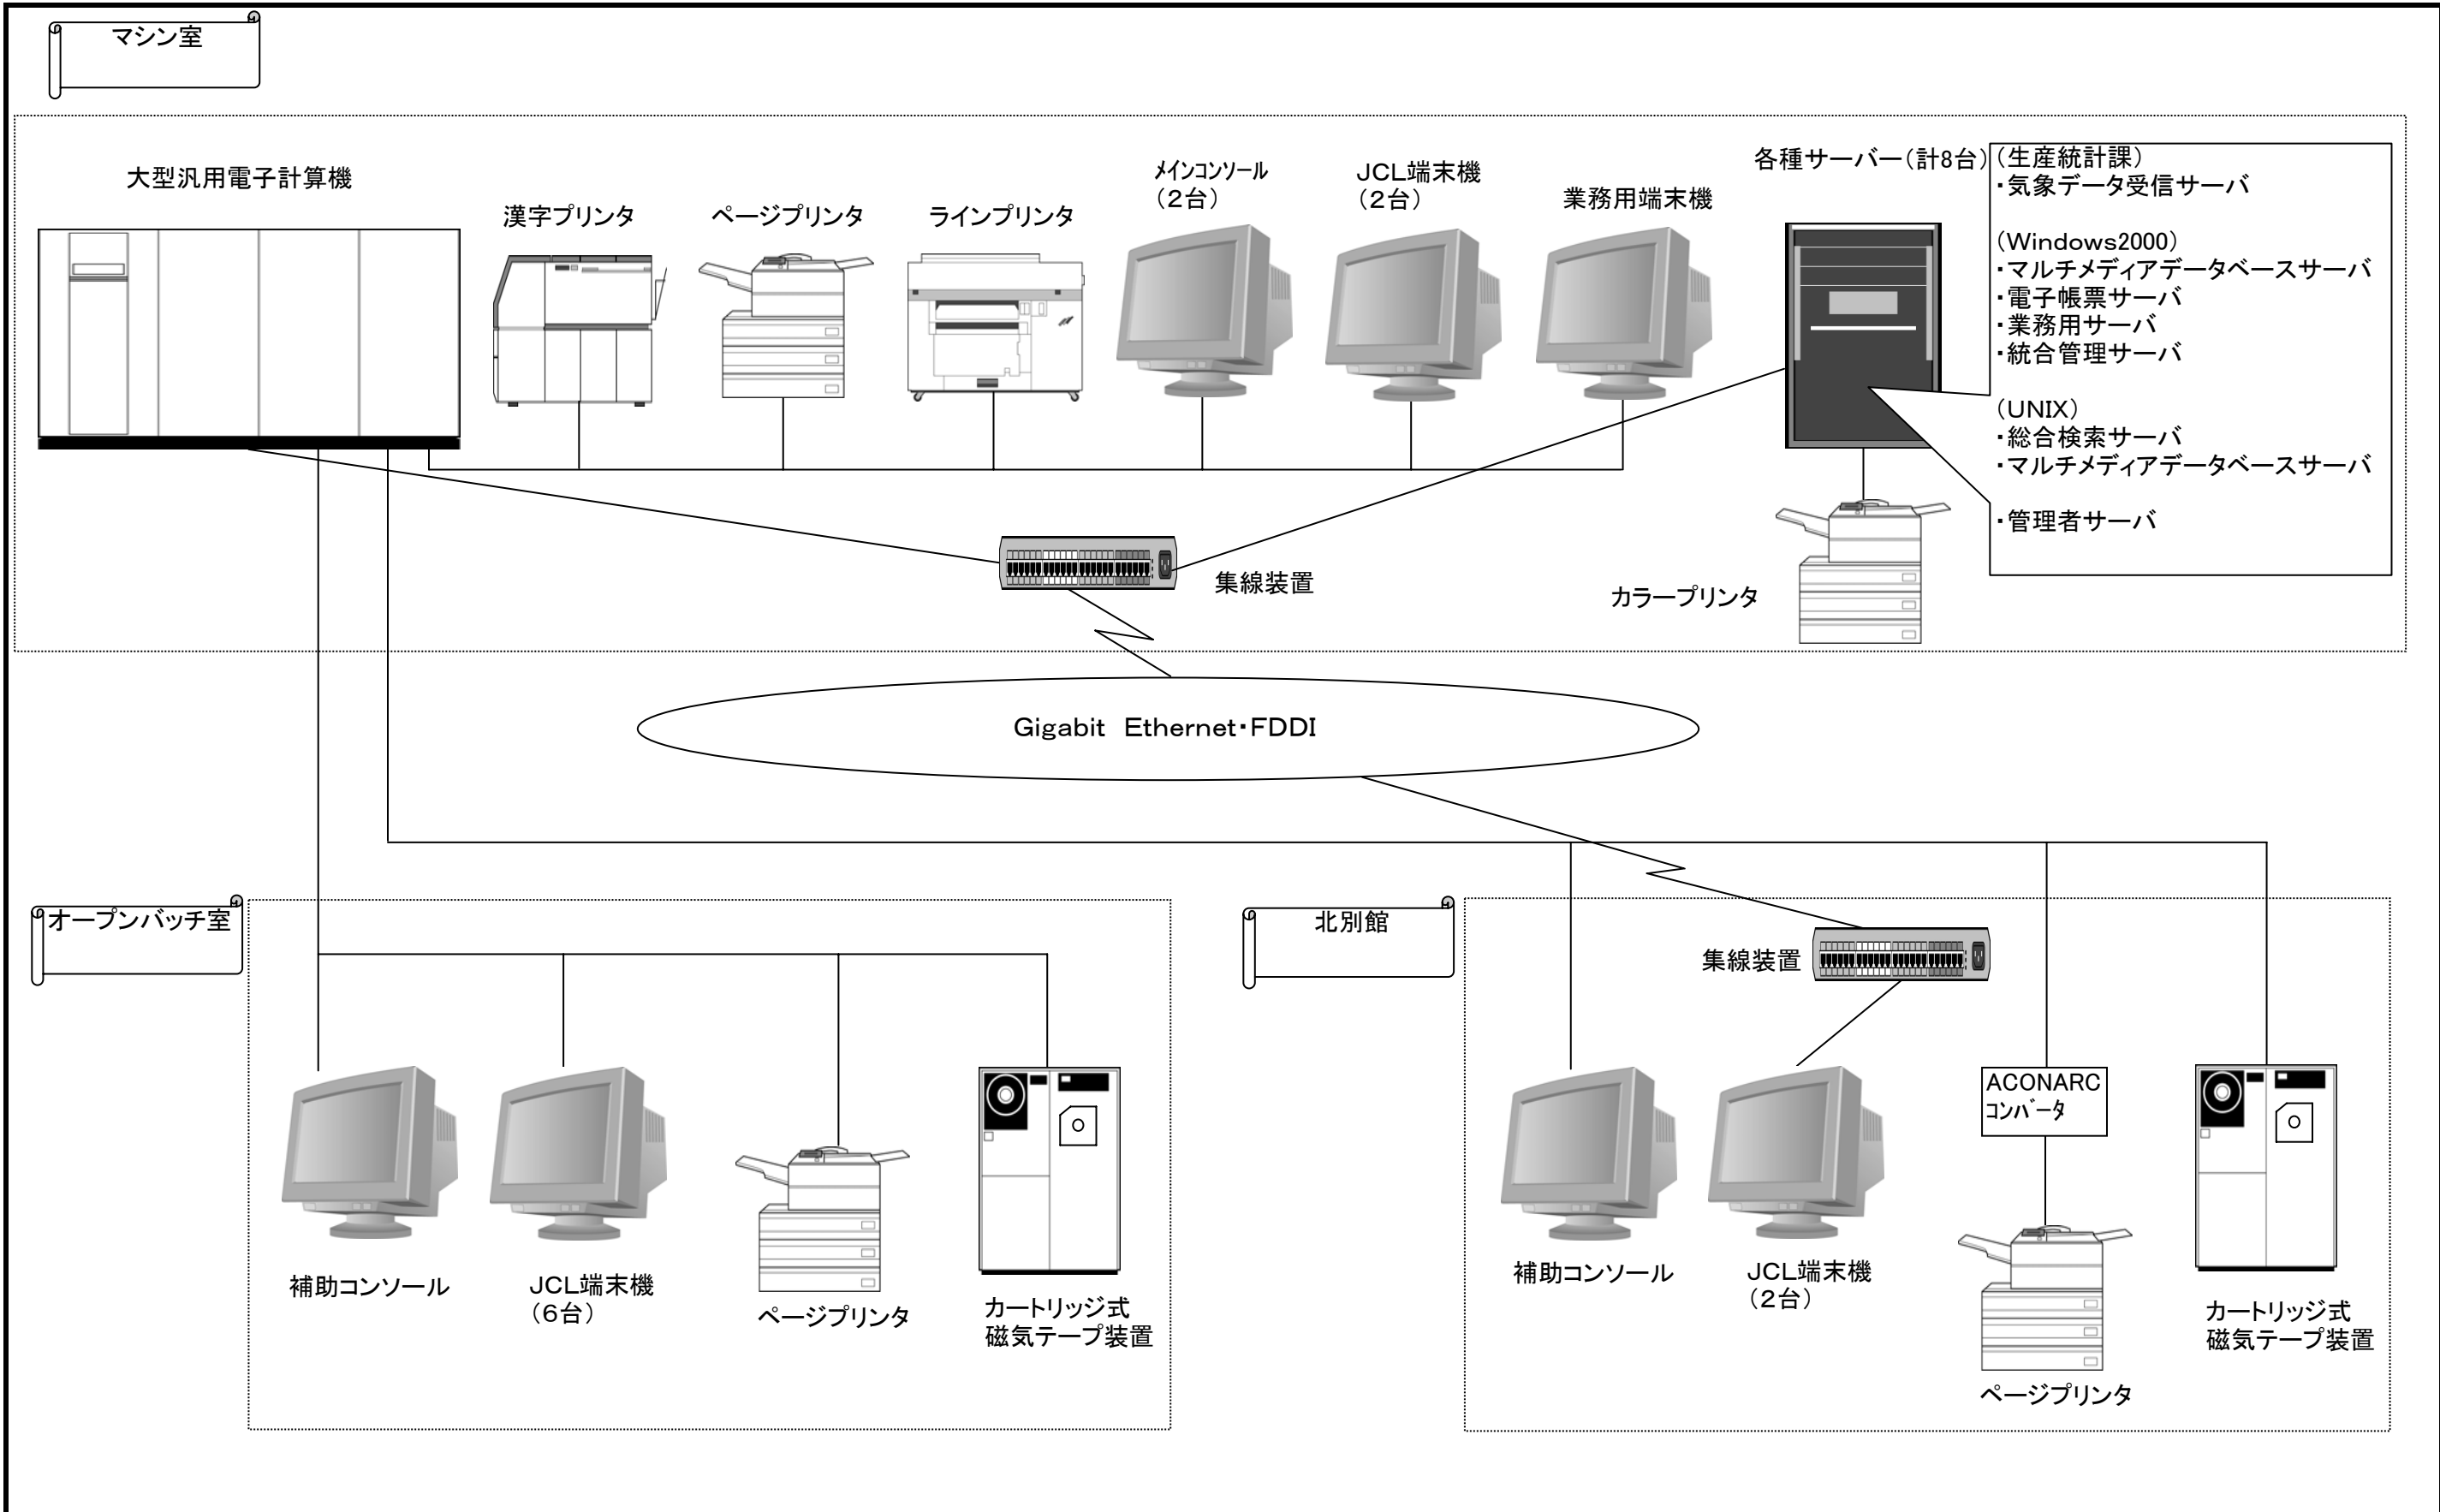 マシン室
大型汎用電子計算機
漢字プリンタ
ページプリンタ
ラインプリンタ
メインコンソール
(2台)
JCL端末機
(2台)
業務用端末機
各種サーバー(計8台)
(生産統計課)
・気象データ受信サーバ
(Windows2000)
・マルチメディアデータベースサーバ
・電子帳票サーバ
・業務用サーバ
・統合管理サーバ
(UNIX)
・総合検索サーバ
・マルチメディアデータベースサーバ
・管理者サーバ
集線装置
カラープリンタ
Gigabit Ethernet・FDDI
オープンバッチ室
補助コンソール
JCL端末機
(6台)
ページプリンタ
カートリッジ式
磁気テープ装置
北別館
集線装置
ACONARC
コンバータ
補助コンソール
JCL端末機
(2台)
ページプリンタ
カートリッジ式
磁気テープ装置